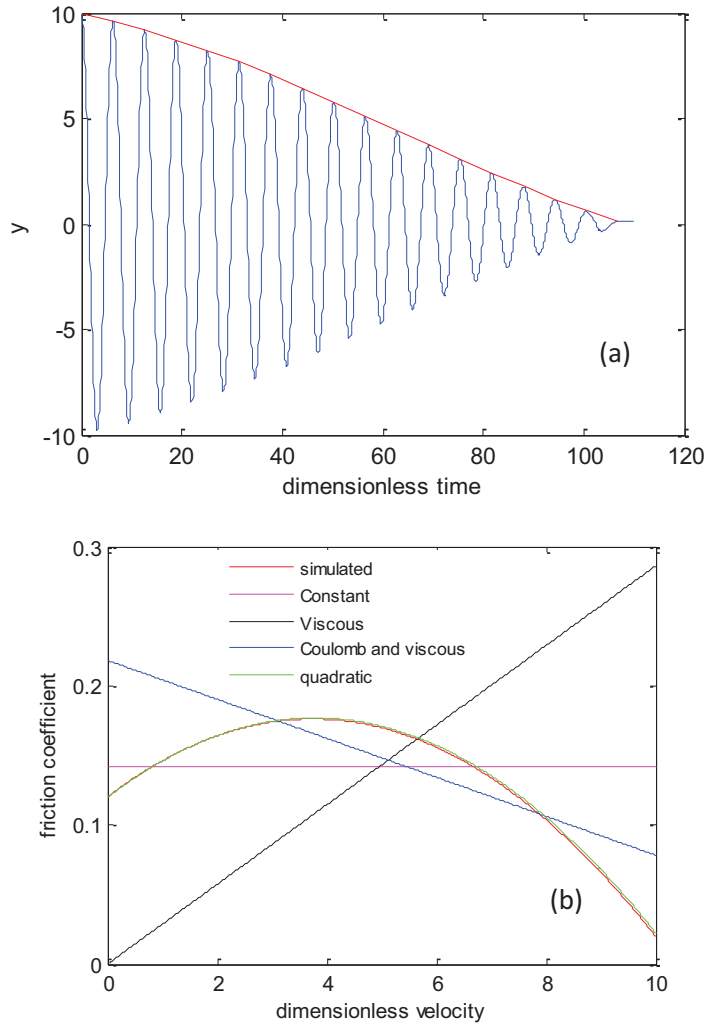 10
5
0
-5
-10
y
(a)
0 20 40 60 80 100 120
dimensionless time
0.3
0.2
0.1
0
friction coefficient
simulated
Constant
Viscous
Coulomb and viscous
quadratic
(b)
0 2 4 6 8 10
dimensionless velocity